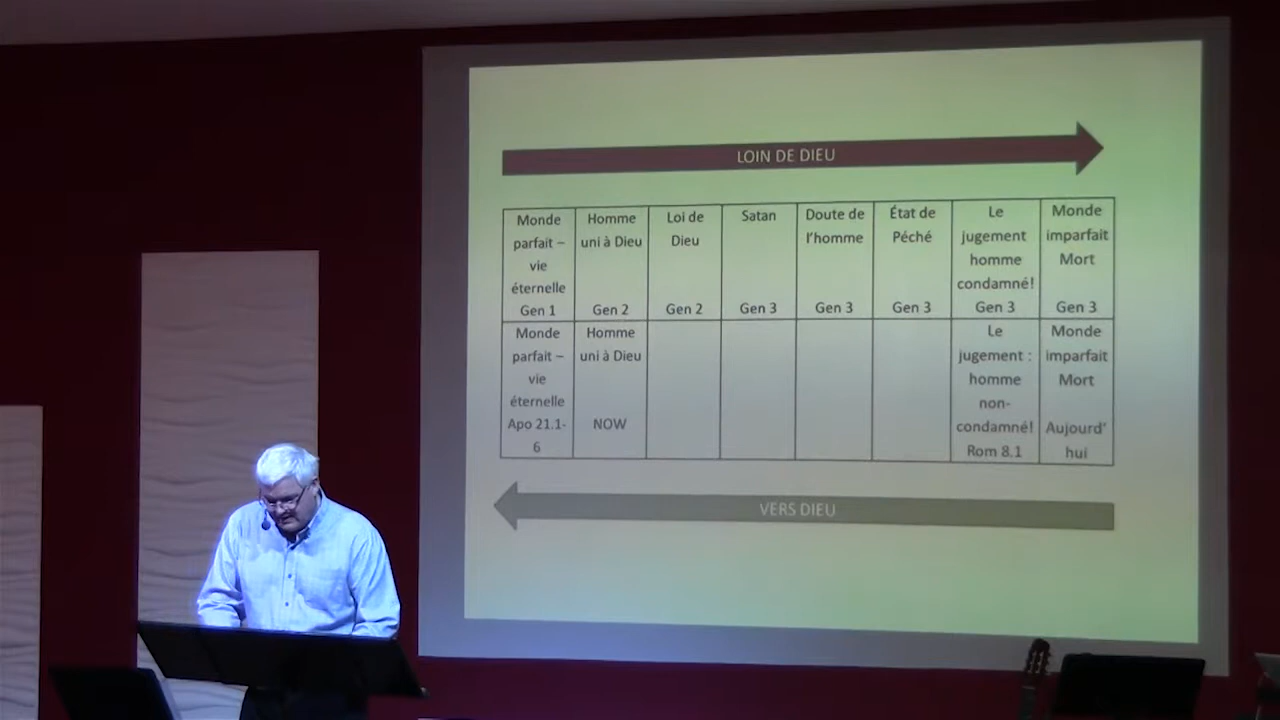 LOIN DE DIEU
Monde
parfait –
vie
éternelle
Gen 1
Homme
uni à Dieu
Gen 2
Loi de
Dieu
Gen 2
Satan
Gen 3
Doute de
l'homme
Gen 3
État de
Péché
Gen 3
Le
jugement
homme
condamné!
Gen 3
Monde
imparfait
Mort
Gen 3
Monde
parfait –
vie
éternelle
Apo 21.1-
6
Homme
uni à Dieu
NOW
Le
jugement :
homme
non-
condamné!
Rom 8.1
Monde
imparfait
Mort
Aujourd'
hui
VERS DIEU